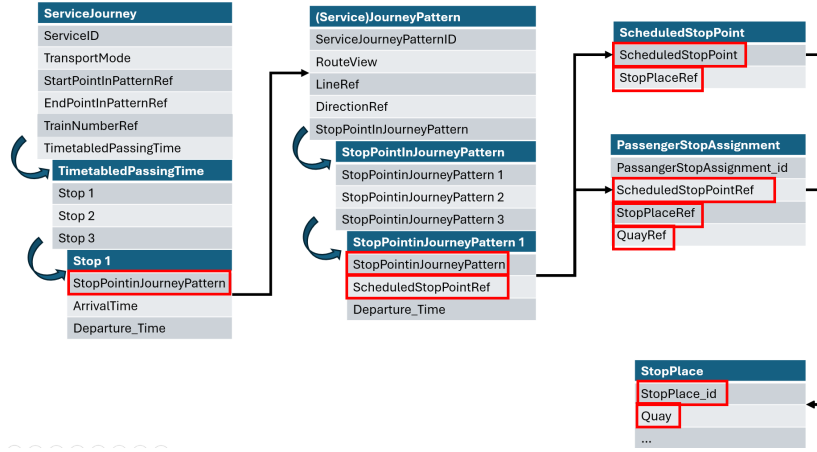 ServiceJourney
ServiceID
TransportMode
StartPointInPatternRef
EndPointInPatternRef
TrainNumberRef
TimetabledPassingTime
TimetabledPassingTime
Stop 1
Stop 2
Stop 3
Stop 1
StopPointinJourneyPattern
ArrivalTime
Departure_Time
(Service)JourneyPattern
ServiceJourneyPatternID
RouteView
LineRef
DirectionRef
StopPointInJourneyPattern
StopPointInJourneyPattern
StopPointInJourneyPattern 1
StopPointInJourneyPattern 2
StopPointInJourneyPattern 3
StopPointinJourneyPattern 1
StopPointinJourneyPattern
ScheduledStopPointRef
Departure_Time
ScheduledStopPoint
ScheduledStopPoint
StopPlaceRef
PassengerStopAssignment
PassangerStopAssignment_id
ScheduledStopPointRef
StopPlaceRef
QuayRef
StopPlace
StopPlace_id
Quay
...